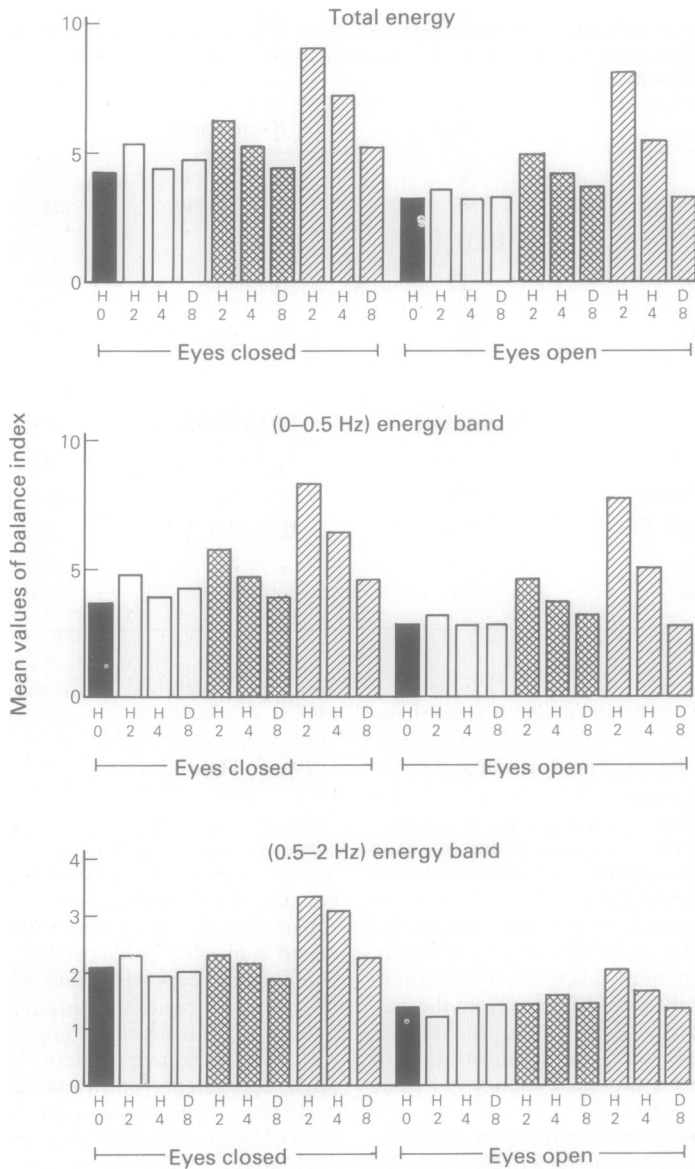 Total energy
10
5
0
H H H D H H D H H D H H H D H H D H H D
0 2 4 8 2 4 8 2 4 8 0 2 4 8 2 4 8 2 4 8
Eyes closed Eyes open
Mean values of balance index
(0–0.5 Hz) energy band
10
5
0
H H H D H H D H H D H H H D H H D H H D
0 2 4 8 2 4 8 2 4 8 0 2 4 8 2 4 8 2 4 8
Eyes closed Eyes open
(0.5–2 Hz) energy band
4
3
2
1
0
H H H D H H D H H D H H H D H H D H H D
0 2 4 8 2 4 8 2 4 8 0 2 4 8 2 4 8 2 4 8
Eyes closed Eyes open